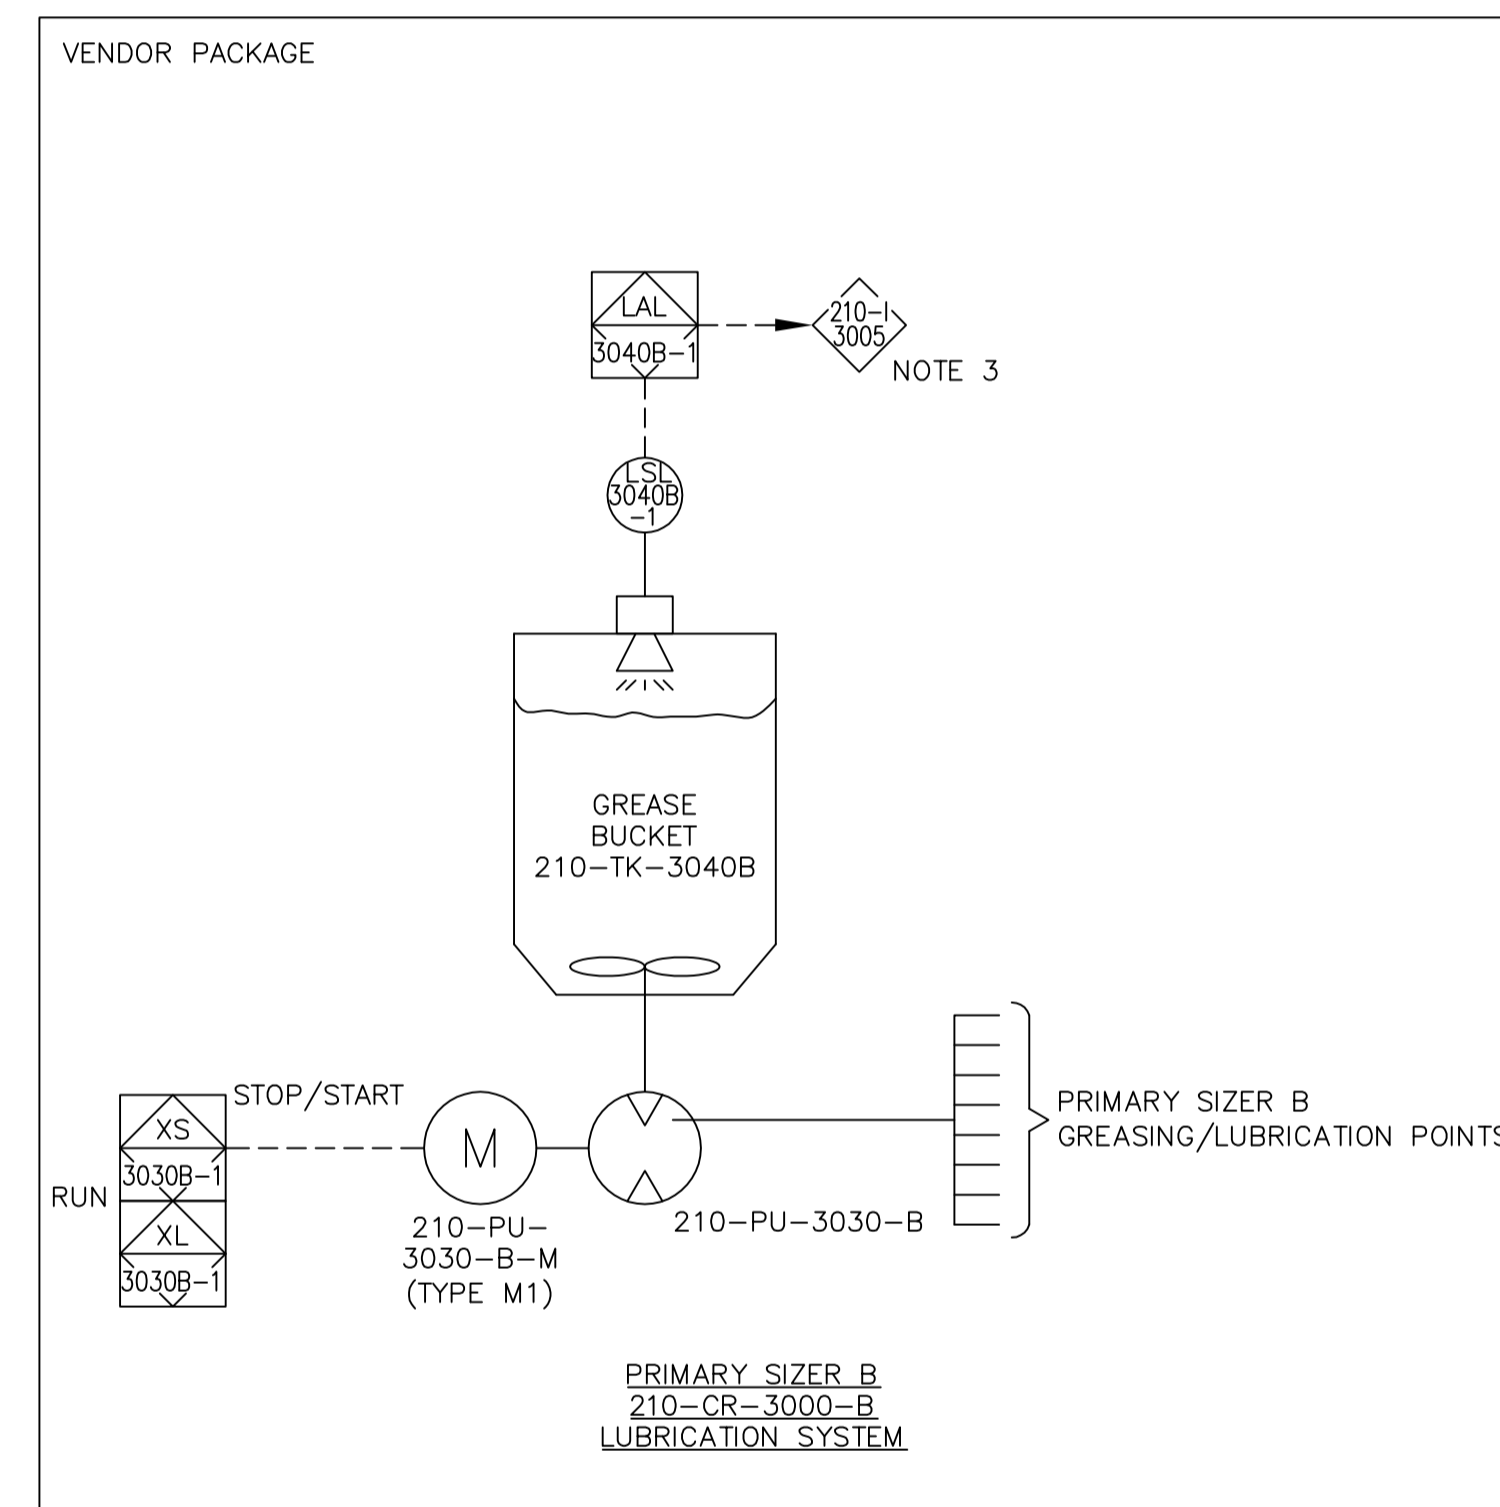 VENDOR PACKAGE
LAL
3040B-1
210-I
3005
NOTE 3
LSL
3040B
-1
GREASE
BUCKET
210-TK-3040B
STOP/START
XS
3030B-1
RUN
XL
3030B-1
M
210-PU-
3030-B-M
(TYPE M1)
210-PU-3030-B
PRIMARY SIZER B
GREASING/LUBRICATION POINTS
PRIMARY SIZER B
210-CR-3000-B
LUBRICATION SYSTEM